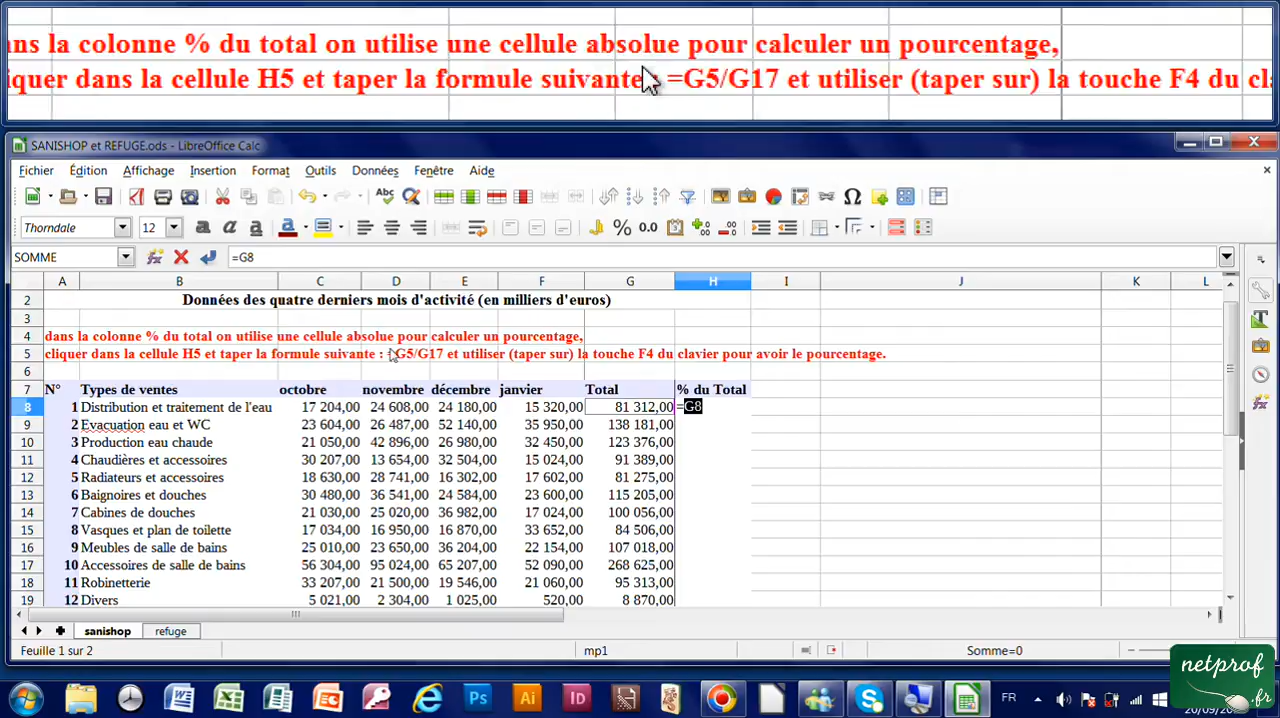 ans la colonne % du total on utilise une cellule absolue pour calculer un pourcentage,
iquer dans la cellule H5 et taper la formule suivante : =G5/G17 et utiliser (taper sur) la touche F4 du cl
SANISHOP et REFUGE.ods - LibreOffice Calc
Fichier Édition Affichage Insertion Format Outils Données Fenêtre Aide
Thorndale 12
SOMME =G8
A B C D E F G H I J K L
2 Données des quatre derniers mois d'activité (en milliers d'euros)
3
4 dans la colonne % du total on utilise une cellule absolue pour calculer un pourcentage,
5 cliquer dans la cellule H5 et taper la formule suivante : =G5/G17 et utiliser (taper sur) la touche F4 du clavier pour avoir le pourcentage.
6
7 N° Types de ventes octobre novembre décembre janvier Total % du Total
8 1 Distribution et traitement de l'eau 17 204,00 24 608,00 24 180,00 15 320,00 81 312,00 =G8
9 2 Evacuation eau et WC 23 604,00 26 487,00 52 140,00 35 950,00 138 181,00
10 3 Production eau chaude 21 050,00 42 896,00 26 980,00 32 450,00 123 376,00
11 4 Chaudières et accessoires 30 207,00 13 654,00 32 504,00 15 024,00 91 389,00
12 5 Radiateurs et accessoires 18 630,00 28 741,00 16 302,00 17 602,00 81 275,00
13 6 Baignoires et douches 30 480,00 36 541,00 24 584,00 23 600,00 115 205,00
14 7 Cabines de douches 21 030,00 25 020,00 36 982,00 17 024,00 100 056,00
15 8 Vasques et plan de toilette 17 034,00 16 950,00 16 870,00 33 652,00 84 506,00
16 9 Meubles de salle de bains 25 010,00 23 650,00 36 204,00 22 154,00 107 018,00
17 10 Accessoires de salle de bains 56 304,00 95 024,00 65 207,00 52 090,00 268 625,00
18 11 Robinetterie 33 207,00 21 500,00 19 546,00 21 060,00 95 313,00
19 12 Divers 5 021,00 2 304,00 1 025,00 520,00 8 870,00
sanishop refuge
Feuille 1 sur 2 mp1 Somme=0
netprof
.fr
FR